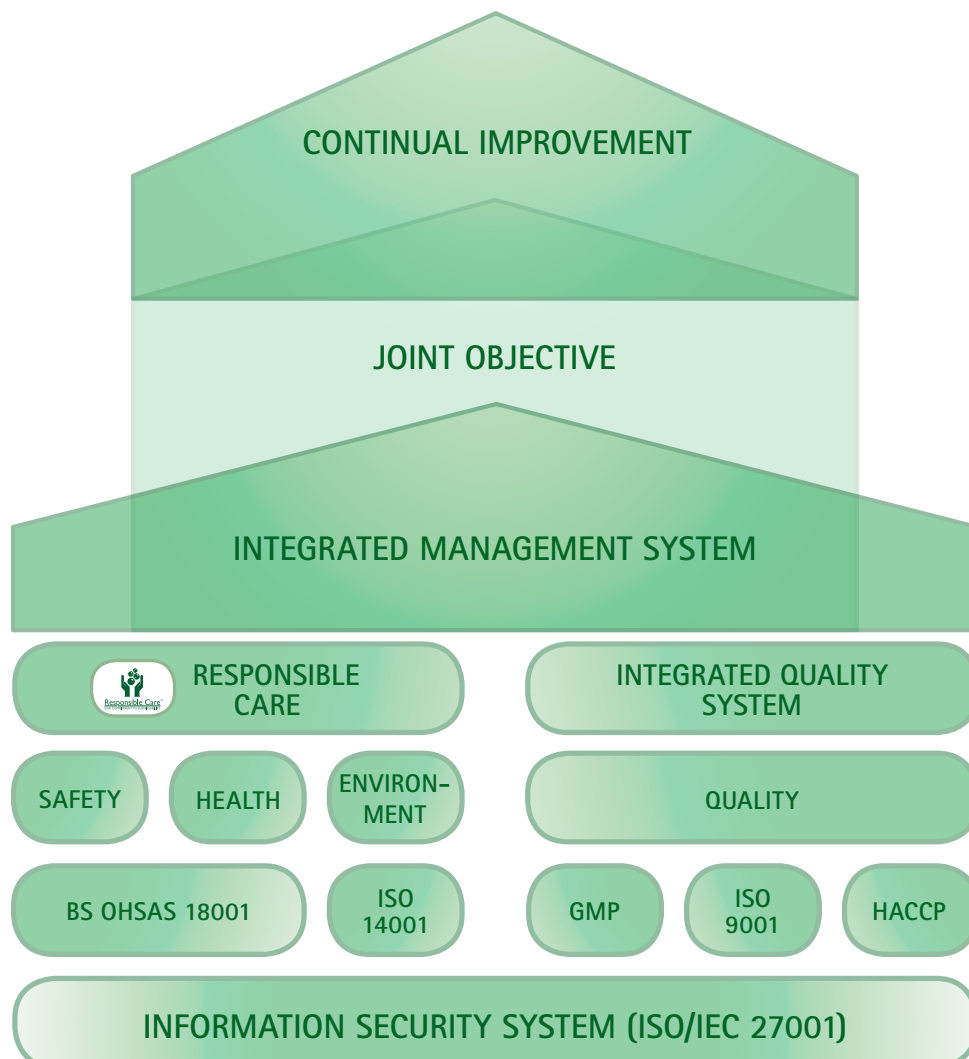 CONTINUAL IMPROVEMENT
JOINT OBJECTIVE
INTEGRATED MANAGEMENT SYSTEM
Responsible Care®
RESPONSIBLE
CARE
INTEGRATED QUALITY
SYSTEM
SAFETY
HEALTH
ENVIRON-
MENT
QUALITY
BS OHSAS 18001
ISO
14001
GMP
ISO
9001
HACCP
INFORMATION SECURITY SYSTEM (ISO/IEC 27001)